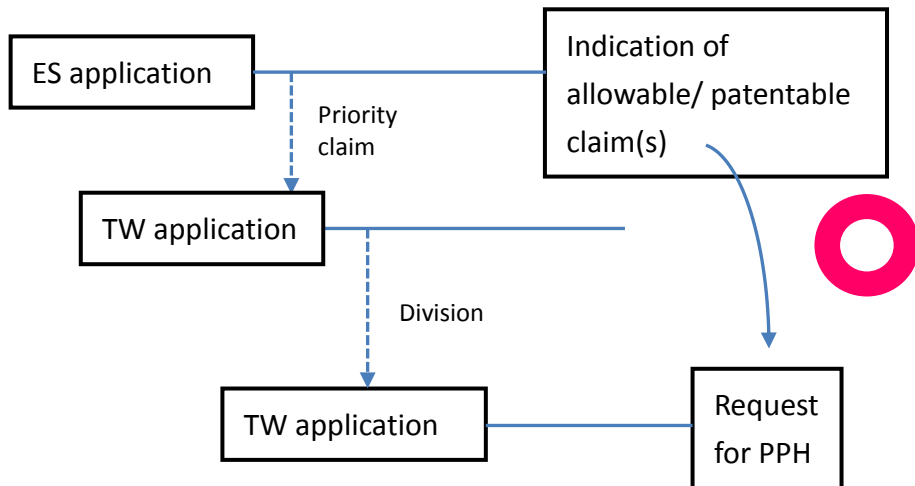 ES application
Indication of
allowable/ patentable
claim(s)
Priority
claim
TW application
Division
TW application
Request
for PPH